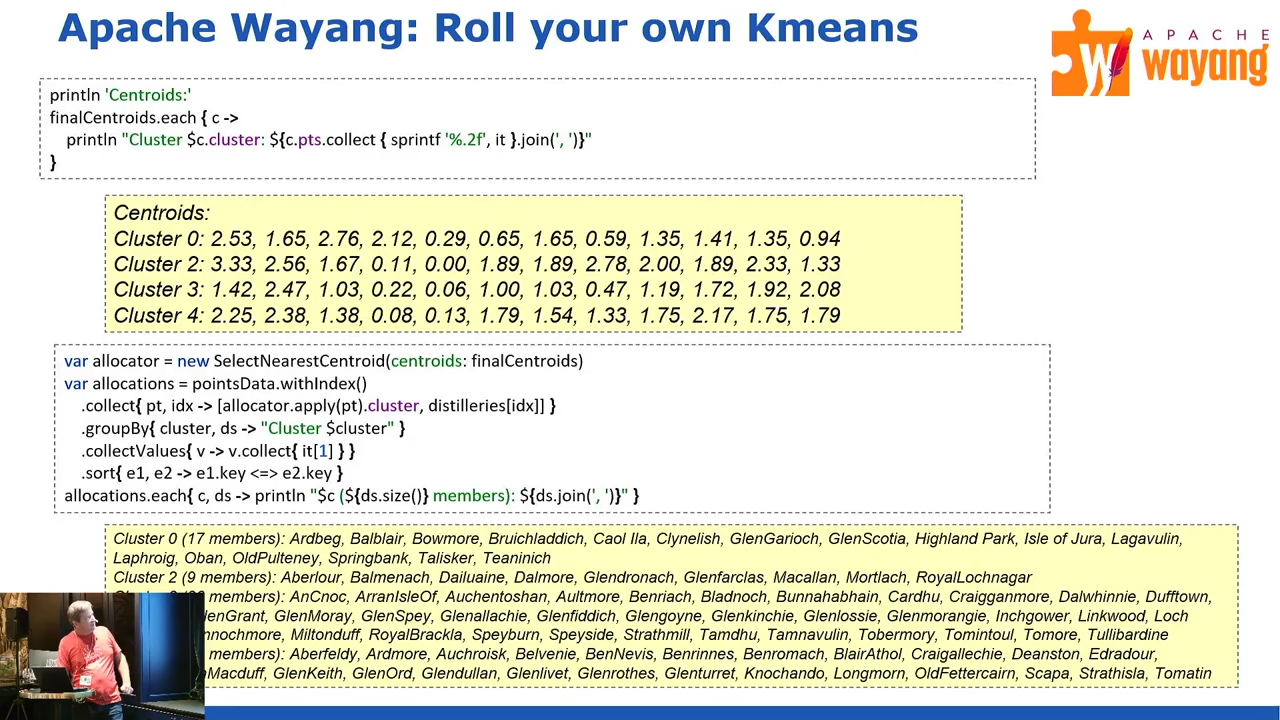 Apache Wayang: Roll your own Kmeans
APACHE
wayang
println 'Centroids:'
finalCentroids.each { c ->
println "Cluster $c.cluster: ${c.pts.collect { sprintf '%.2f', it }.join(', ')}"
}
Centroids:
Cluster 0: 2.53, 1.65, 2.76, 2.12, 0.29, 0.65, 1.65, 0.59, 1.35, 1.41, 1.35, 0.94
Cluster 2: 3.33, 2.56, 1.67, 0.11, 0.00, 1.89, 1.89, 2.78, 2.00, 1.89, 2.33, 1.33
Cluster 3: 1.42, 2.47, 1.03, 0.22, 0.06, 1.00, 1.03, 0.47, 1.19, 1.72, 1.92, 2.08
Cluster 4: 2.25, 2.38, 1.38, 0.08, 0.13, 1.79, 1.54, 1.33, 1.75, 2.17, 1.75, 1.79
var allocator = new SelectNearestCentroid(centroids: finalCentroids)
var allocations = pointsData.withIndex()
.collect{ pt, idx -> [allocator.apply(pt).cluster, distilleries[idx]] }
.groupBy{ cluster, ds -> "Cluster $cluster" }
.collectValues{ v -> v.collect{ it[1] } }
.sort{ e1, e2 -> e1.key <=> e2.key }
allocations.each{ c, ds -> println "$c (${ds.size()} members): ${ds.join(', ')}" }
Cluster 0 (17 members): Ardbeg, Balblair, Bowmore, Bruichladdich, Caol Ila, Clynelish, GlenGarioch, GlenScotia, Highland Park, Isle of Jura, Lagavulin,
Laphroig, Oban, OldPulteney, Springbank, Talisker, Teaninich
Cluster 2 (9 members): Aberlour, Balmenach, Dailuaine, Dalmore, Glendronach, Glenfarclas, Macallan, Mortlach, RoyalLochnagar
members): AnCnoc, ArranIsleOf, Auchentoshan, Aultmore, Benriach, Bladnoch, Bunnahabhain, Cardhu, Craigganmore, Dalwhinnie, Dufftown,
GlenMoray, GlenSpey, Glenallachie, Glenfiddich, Glengoyne, Glenkinchie, Glenlossie, Glenmorangie, Inchgower, Linkwood, Loch
Miltonduff, RoyalBrackla, Speyburn, Speyside, Strathmill, Tamdhu, Tamnavulin, Tobermory, Tomintoul, Tomore, Tullibardine
members): Aberfeldy, Ardmore, Auchroisk, Belvenie, BenNevis, Benrinnes, Benromach, BlairAthol, Craigallechie, Deanston, Edradour,
GlenKeith, GlenOrd, Glendullan, Glenlivet, Glenrothes, Glenturret, Knochando, Longmorn, OldFettercairn, Scapa, Strathisla, Tomatin